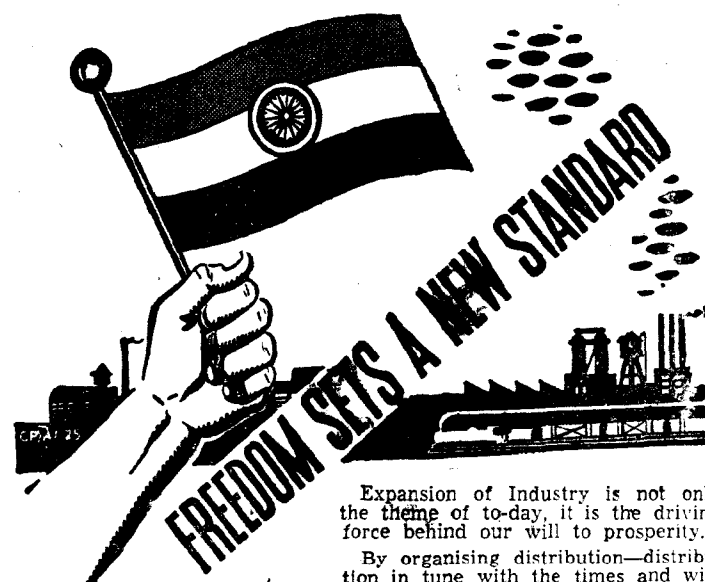 FREEDOM SETS A NEW STANDARD
Expansion of Industry is not on
the theme of to-day, it is the drivin
force behind our will to prosperity.
By organising distribution—distrib
tion in tune with the times and wi